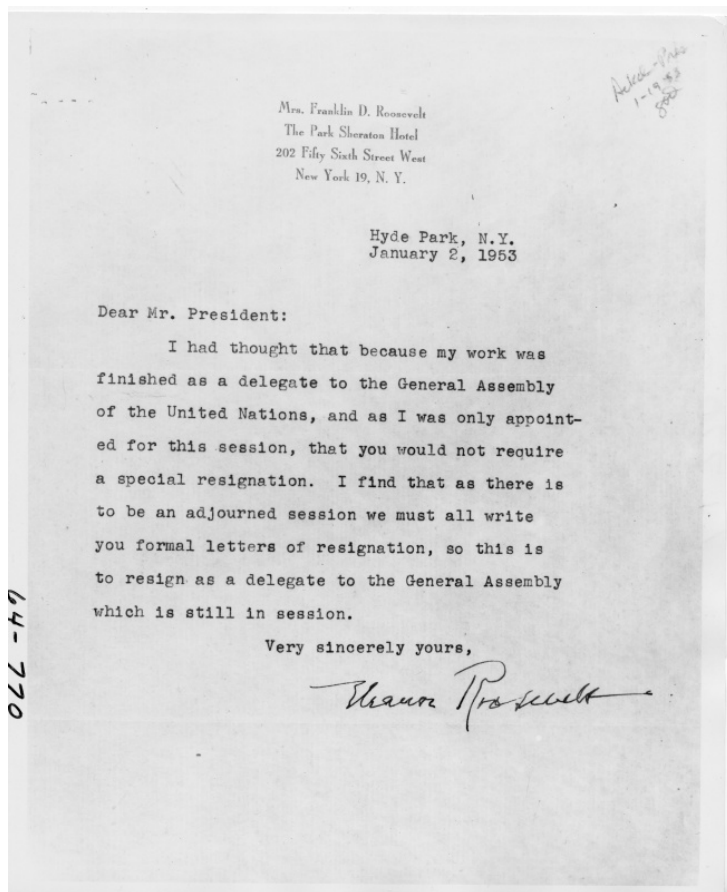 Ackd-Pres
1-19-53
Mrs. Franklin D. Roosevelt
The Park Sheraton Hotel
202 Fifty Sixth Street West
New York 19, N. Y.
Hyde Park, N.Y.
January 2, 1953
Dear Mr. President:
I had thought that because my work was
finished as a delegate to the General Assembly
of the United Nations, and as I was only appoint-
ed for this session, that you would not require
a special resignation. I find that as there is
to be an adjourned session we must all write
you formal letters of resignation, so this is
to resign as a delegate to the General Assembly
which is still in session.
Very sincerely yours,
Eleanor Roosevelt
64-770